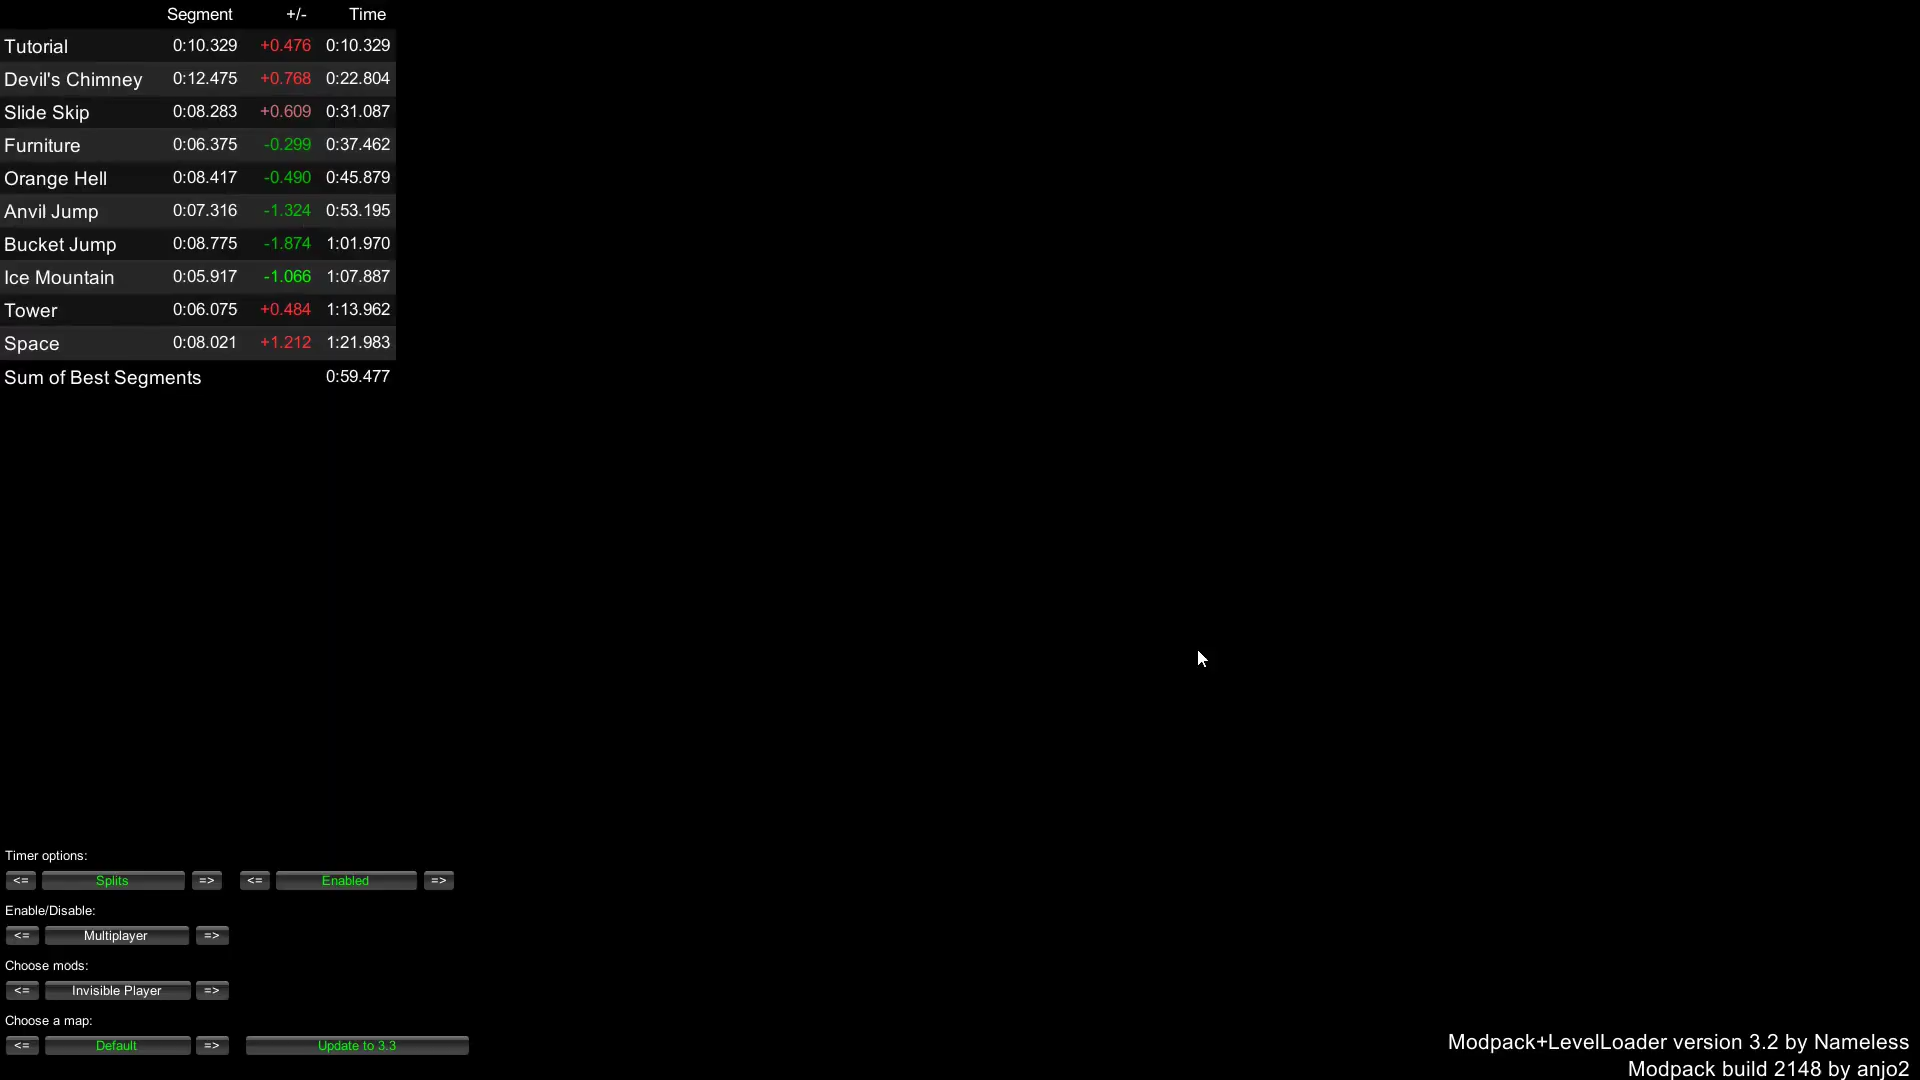 Segment +/- Time
Tutorial 0:10.329 +0.476 0:10.329
Devil's Chimney 0:12.475 +0.768 0:22.804
Slide Skip 0:08.283 +0.609 0:31.087
Furniture 0:06.375 -0.299 0:37.462
Orange Hell 0:08.417 -0.490 0:45.879
Anvil Jump 0:07.316 -1.324 0:53.195
Bucket Jump 0:08.775 -1.874 1:01.970
Ice Mountain 0:05.917 -1.066 1:07.887
Tower 0:06.075 +0.484 1:13.962
Space 0:08.021 +1.212 1:21.983
Sum of Best Segments 0:59.477
Timer options:
<= Splits => <= Enabled =>
Enable/Disable:
<= Multiplayer =>
Choose mods:
<= Invisible Player =>
Choose a map:
<= Default => Update to 3.3
Modpack+LevelLoader version 3.2 by Nameless
Modpack build 2148 by anjo2